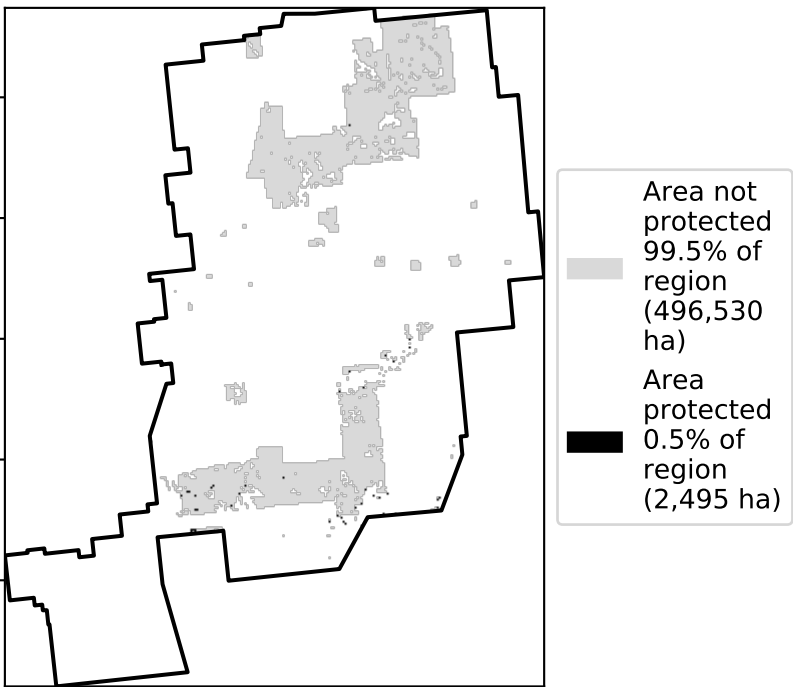 Area not
protected
99.5% of
region
(496,530
ha)
Area
protected
0.5% of
region
(2,495 ha)